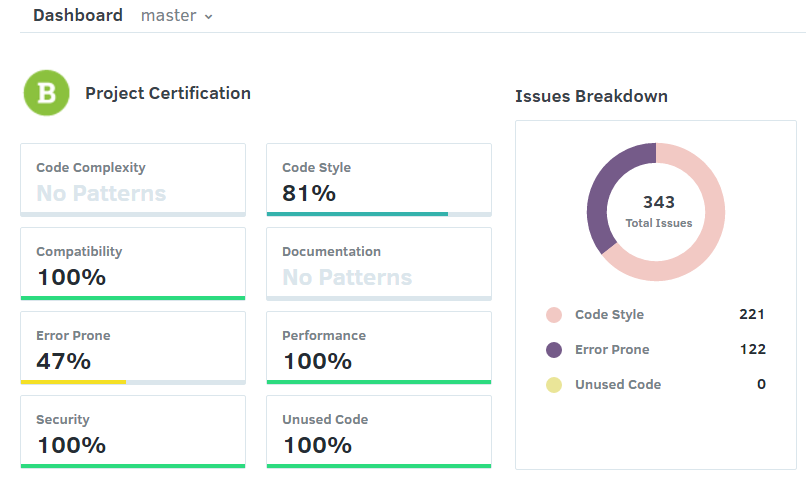 Dashboard master
B Project Certification
Code Complexity
No Patterns
Code Style
81%
Compatibility
100%
Documentation
No Patterns
Error Prone
47%
Performance
100%
Security
100%
Unused Code
100%
Issues Breakdown
343
Total Issues
Code Style 221
Error Prone 122
Unused Code 0